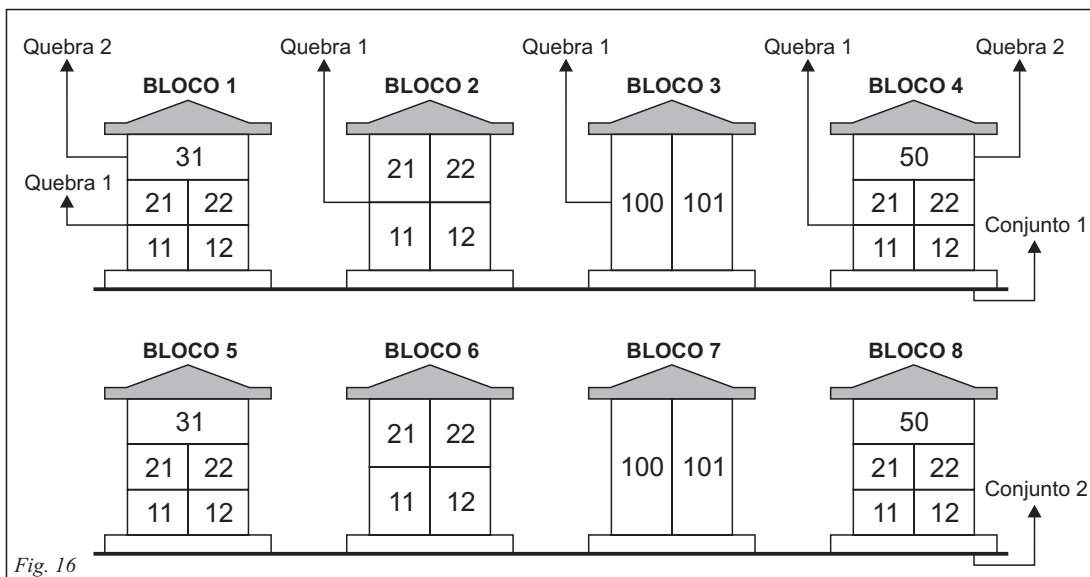 Quebra 2
Quebra 1
Quebra 1
Quebra 1
Quebra 2
BLOCO 1
BLOCO 2
BLOCO 3
BLOCO 4
31
50
Quebra 1
21 22
21 22
100 101
21 22
11 12
11 12
11 12
Conjunto 1
BLOCO 5
BLOCO 6
BLOCO 7
BLOCO 8
31
50
21 22
21 22
100 101
21 22
11 12
11 12
11 12
Conjunto 2
Fig. 16